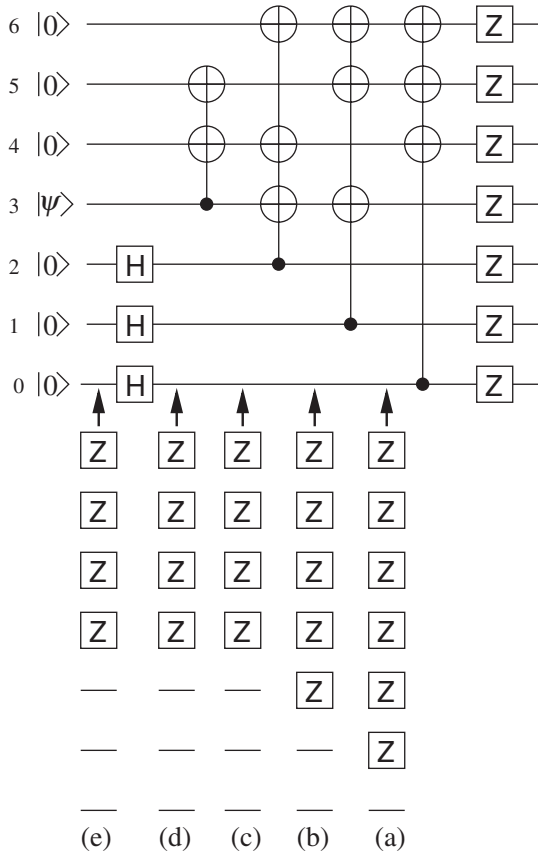 6 |0⟩ Z
5 |0⟩ Z
4 |0⟩ Z
3 |ψ⟩ Z
2 |0⟩ H Z
1 |0⟩ H Z
0 |0⟩ H Z
Z Z Z Z Z
Z Z Z Z Z
Z Z Z Z Z
Z Z Z Z Z
Z Z
Z
(e) (d) (c) (b) (a)